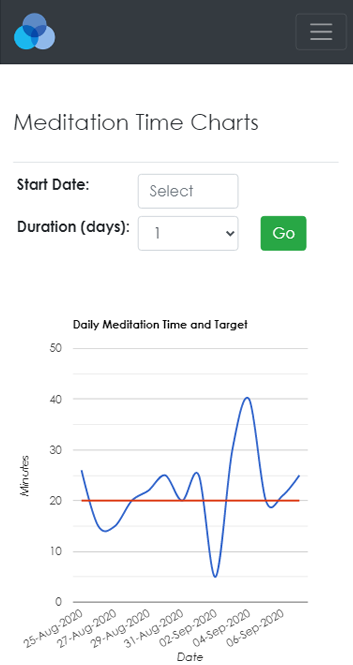 Meditation Time Charts
Start Date: Select
Duration (days): 1 Go
Daily Meditation Time and Target
50
40
30
20
10
0
Minutes
25-Aug-2020 27-Aug-2020 29-Aug-2020 31-Aug-2020 02-Sep-2020 04-Sep-2020 06-Sep-2020
Date